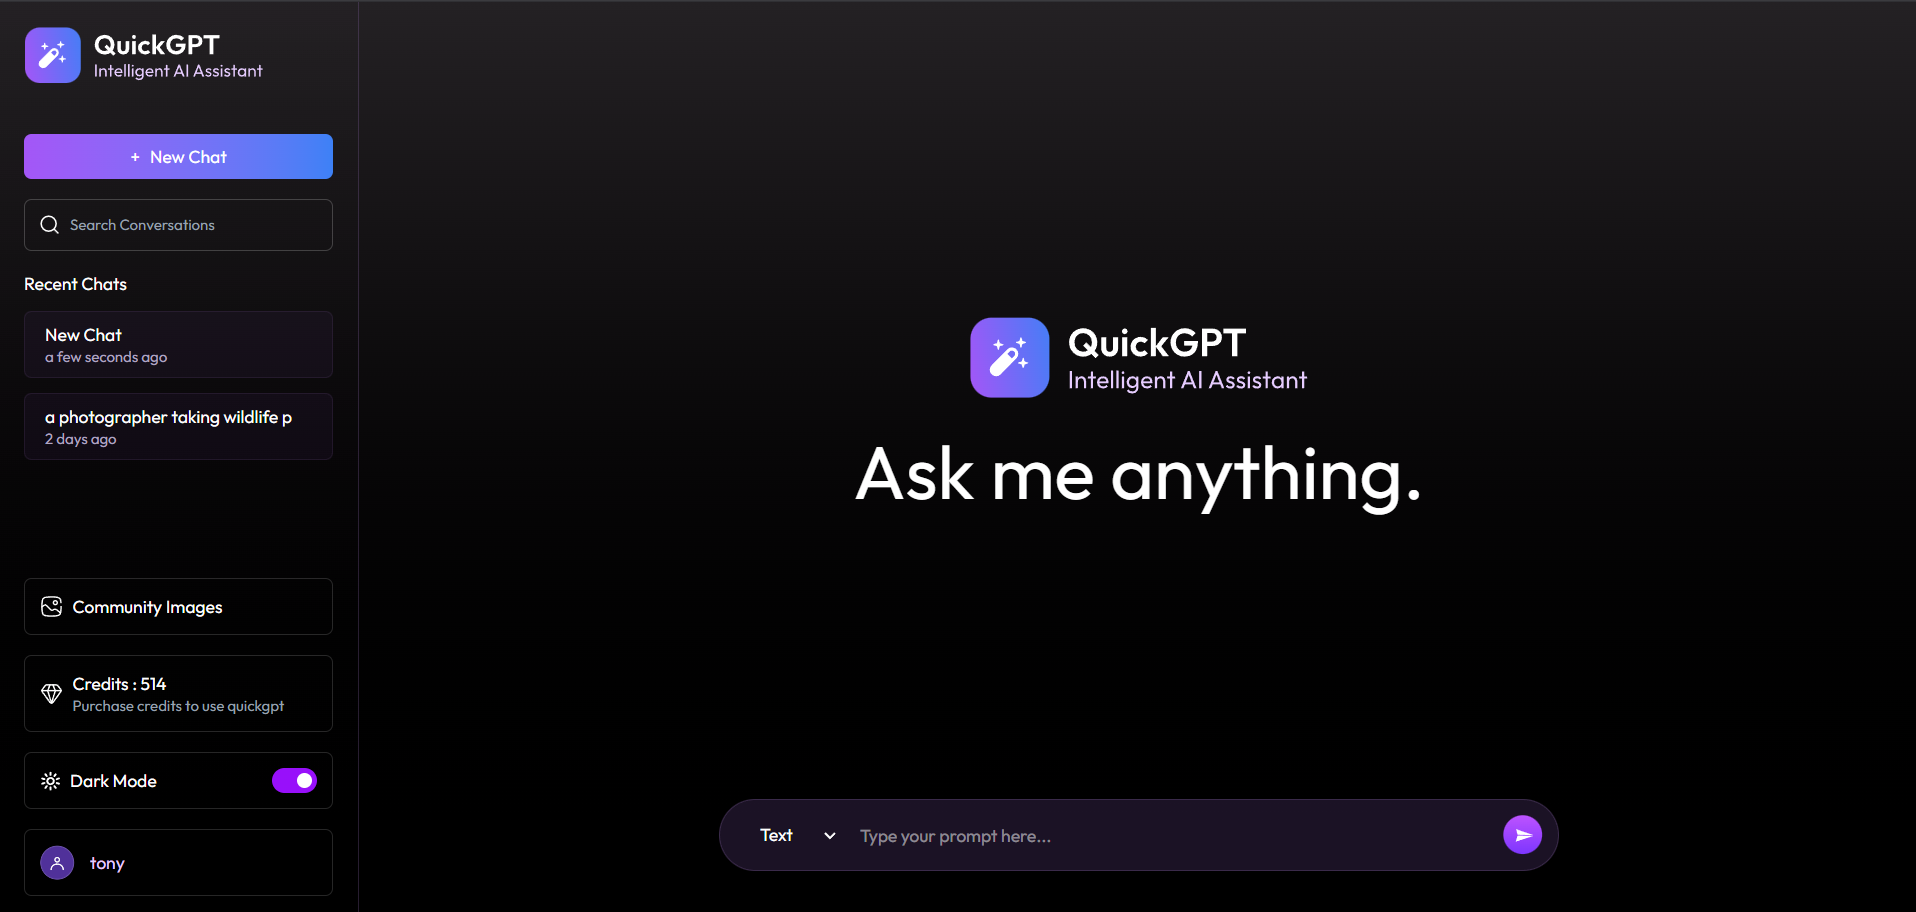 QuickGPT
Intelligent AI Assistant
+ New Chat
Search Conversations
Recent Chats
New Chat
a few seconds ago
a photographer taking wildlife p
2 days ago
Community Images
Credits : 514
Purchase credits to use quickgpt
Dark Mode
tony
QuickGPT
Intelligent AI Assistant
Ask me anything.
Text
Type your prompt here...